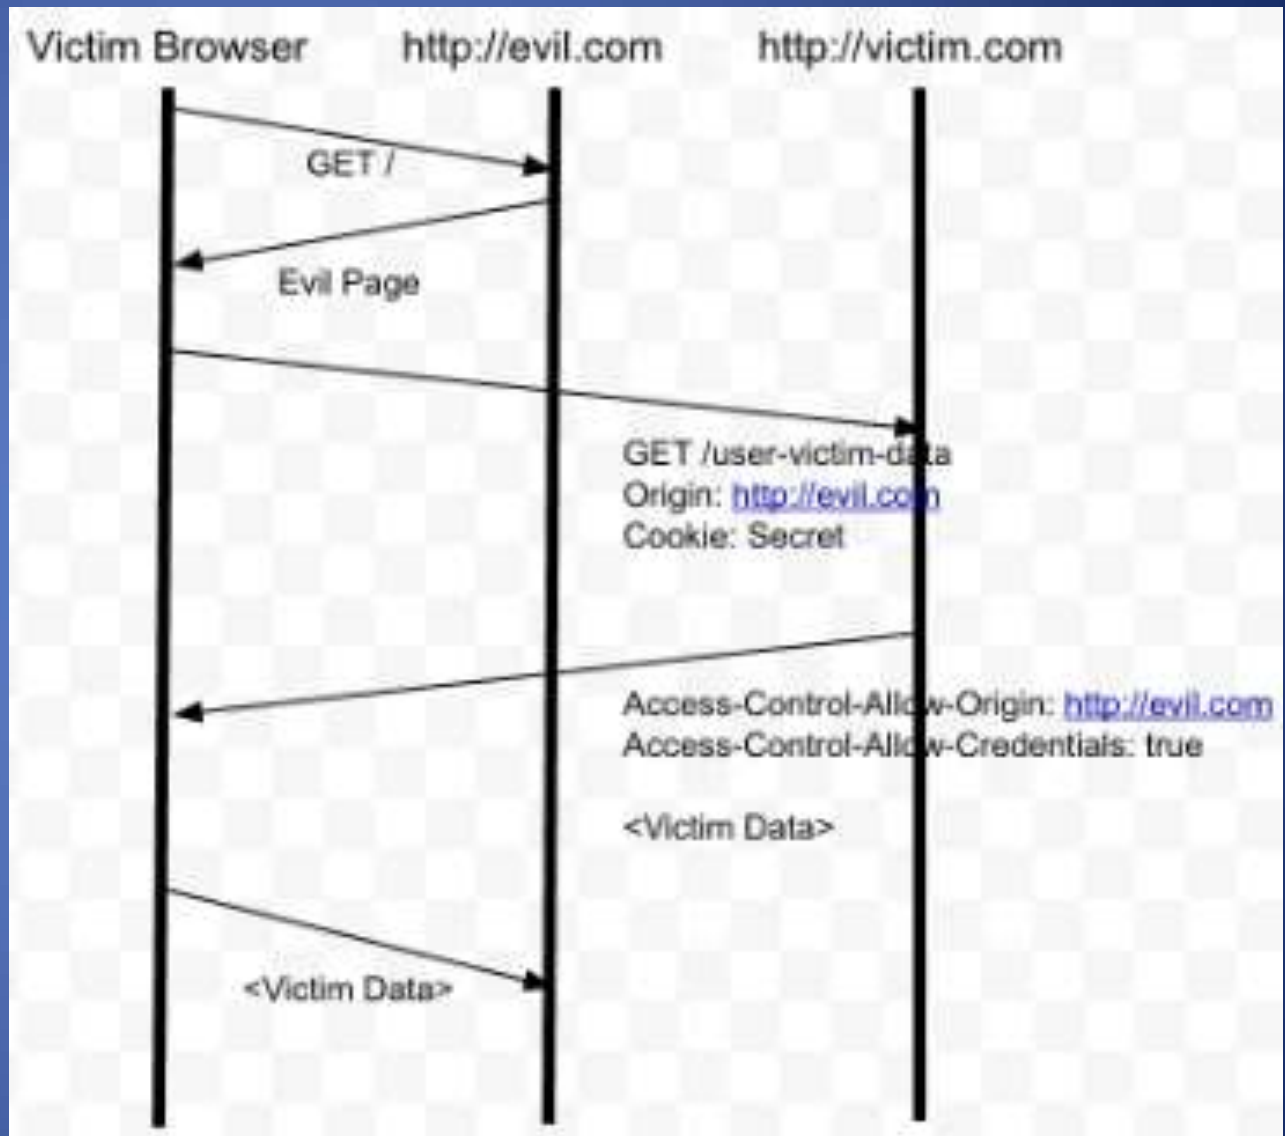 Victim Browser
http://evil.com
http://victim.com
GET /
Evil Page
GET /user-victim-data
Origin: http://evil.com
Cookie: Secret
Access-Control-Allow-Origin: http://evil.com
Access-Control-Allow-Credentials: true
<Victim Data>
<Victim Data>